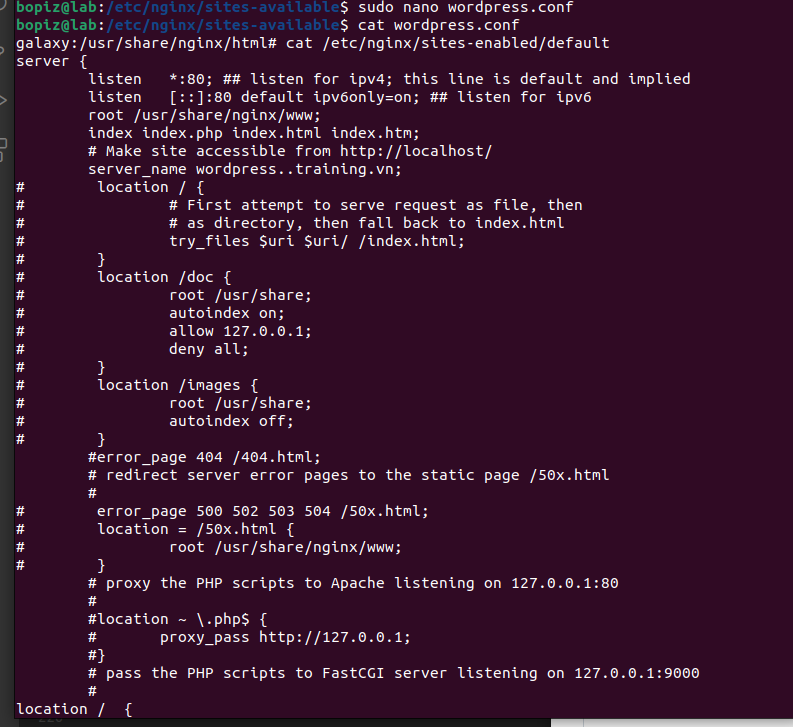 bopiz@lab:/etc/nginx/sites-available$ sudo nano wordpress.conf
bopiz@lab:/etc/nginx/sites-available$ cat wordpress.conf
galaxy:/usr/share/nginx/html# cat /etc/nginx/sites-enabled/default
server {
        listen   *:80; ## listen for ipv4; this line is default and implied
        listen   [::]:80 default ipv6only=on; ## listen for ipv6
        root /usr/share/nginx/www;
        index index.php index.html index.htm;
        # Make site accessible from http://localhost/
        server_name wordpress..training.vn;
#        location / {
#                # First attempt to serve request as file, then
#                # as directory, then fall back to index.html
#                try_files $uri $uri/ /index.html;
#        }
#        location /doc {
#                root /usr/share;
#                autoindex on;
#                allow 127.0.0.1;
#                deny all;
#        }
#        location /images {
#                root /usr/share;
#                autoindex off;
#        }
        #error_page 404 /404.html;
        # redirect server error pages to the static page /50x.html
        #
#        error_page 500 502 503 504 /50x.html;
#        location = /50x.html {
#                root /usr/share/nginx/www;
#        }
        # proxy the PHP scripts to Apache listening on 127.0.0.1:80
        #
        #location ~ \.php$ {
        #       proxy_pass http://127.0.0.1;
        #}
        # pass the PHP scripts to FastCGI server listening on 127.0.0.1:9000
        #
location /  {